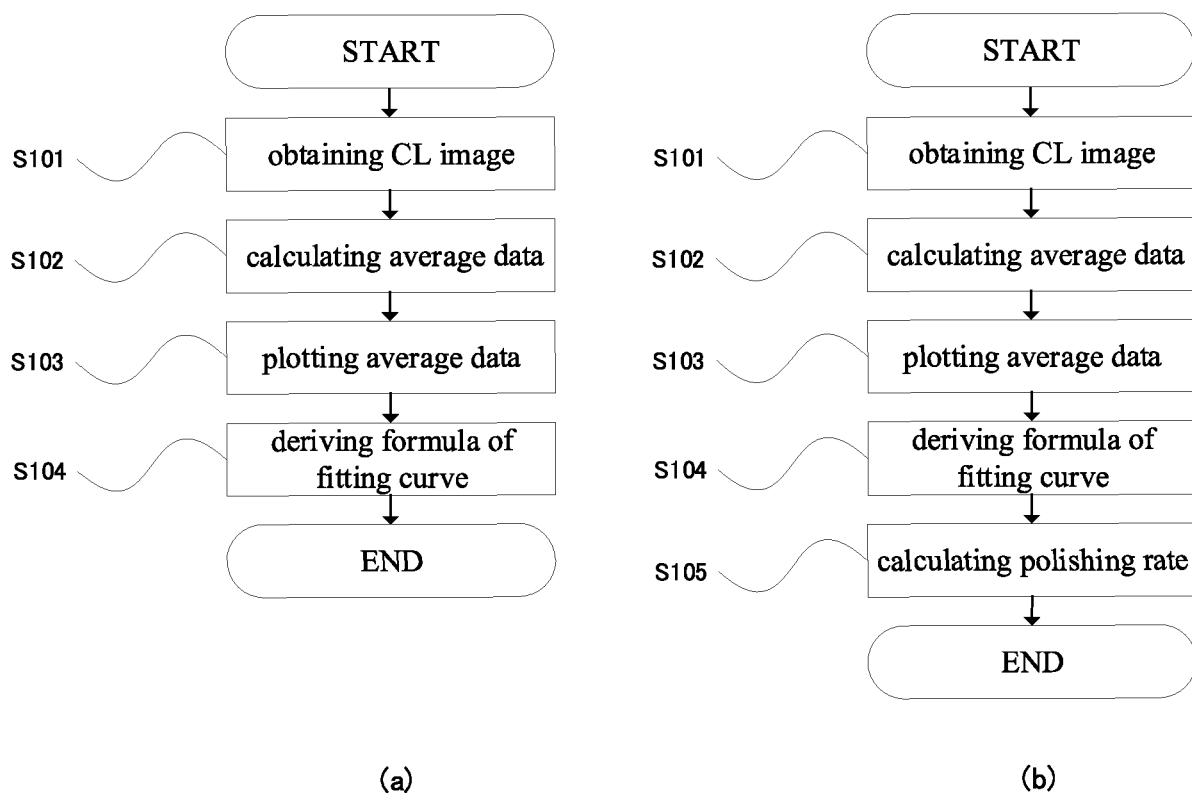 START
S101
obtaining CL image
S102
calculating average data
S103
plotting average data
S104
deriving formula of
fitting curve
END
(a)
START
S101
obtaining CL image
S102
calculating average data
S103
plotting average data
S104
deriving formula of
fitting curve
S105
calculating polishing rate
END
(b)